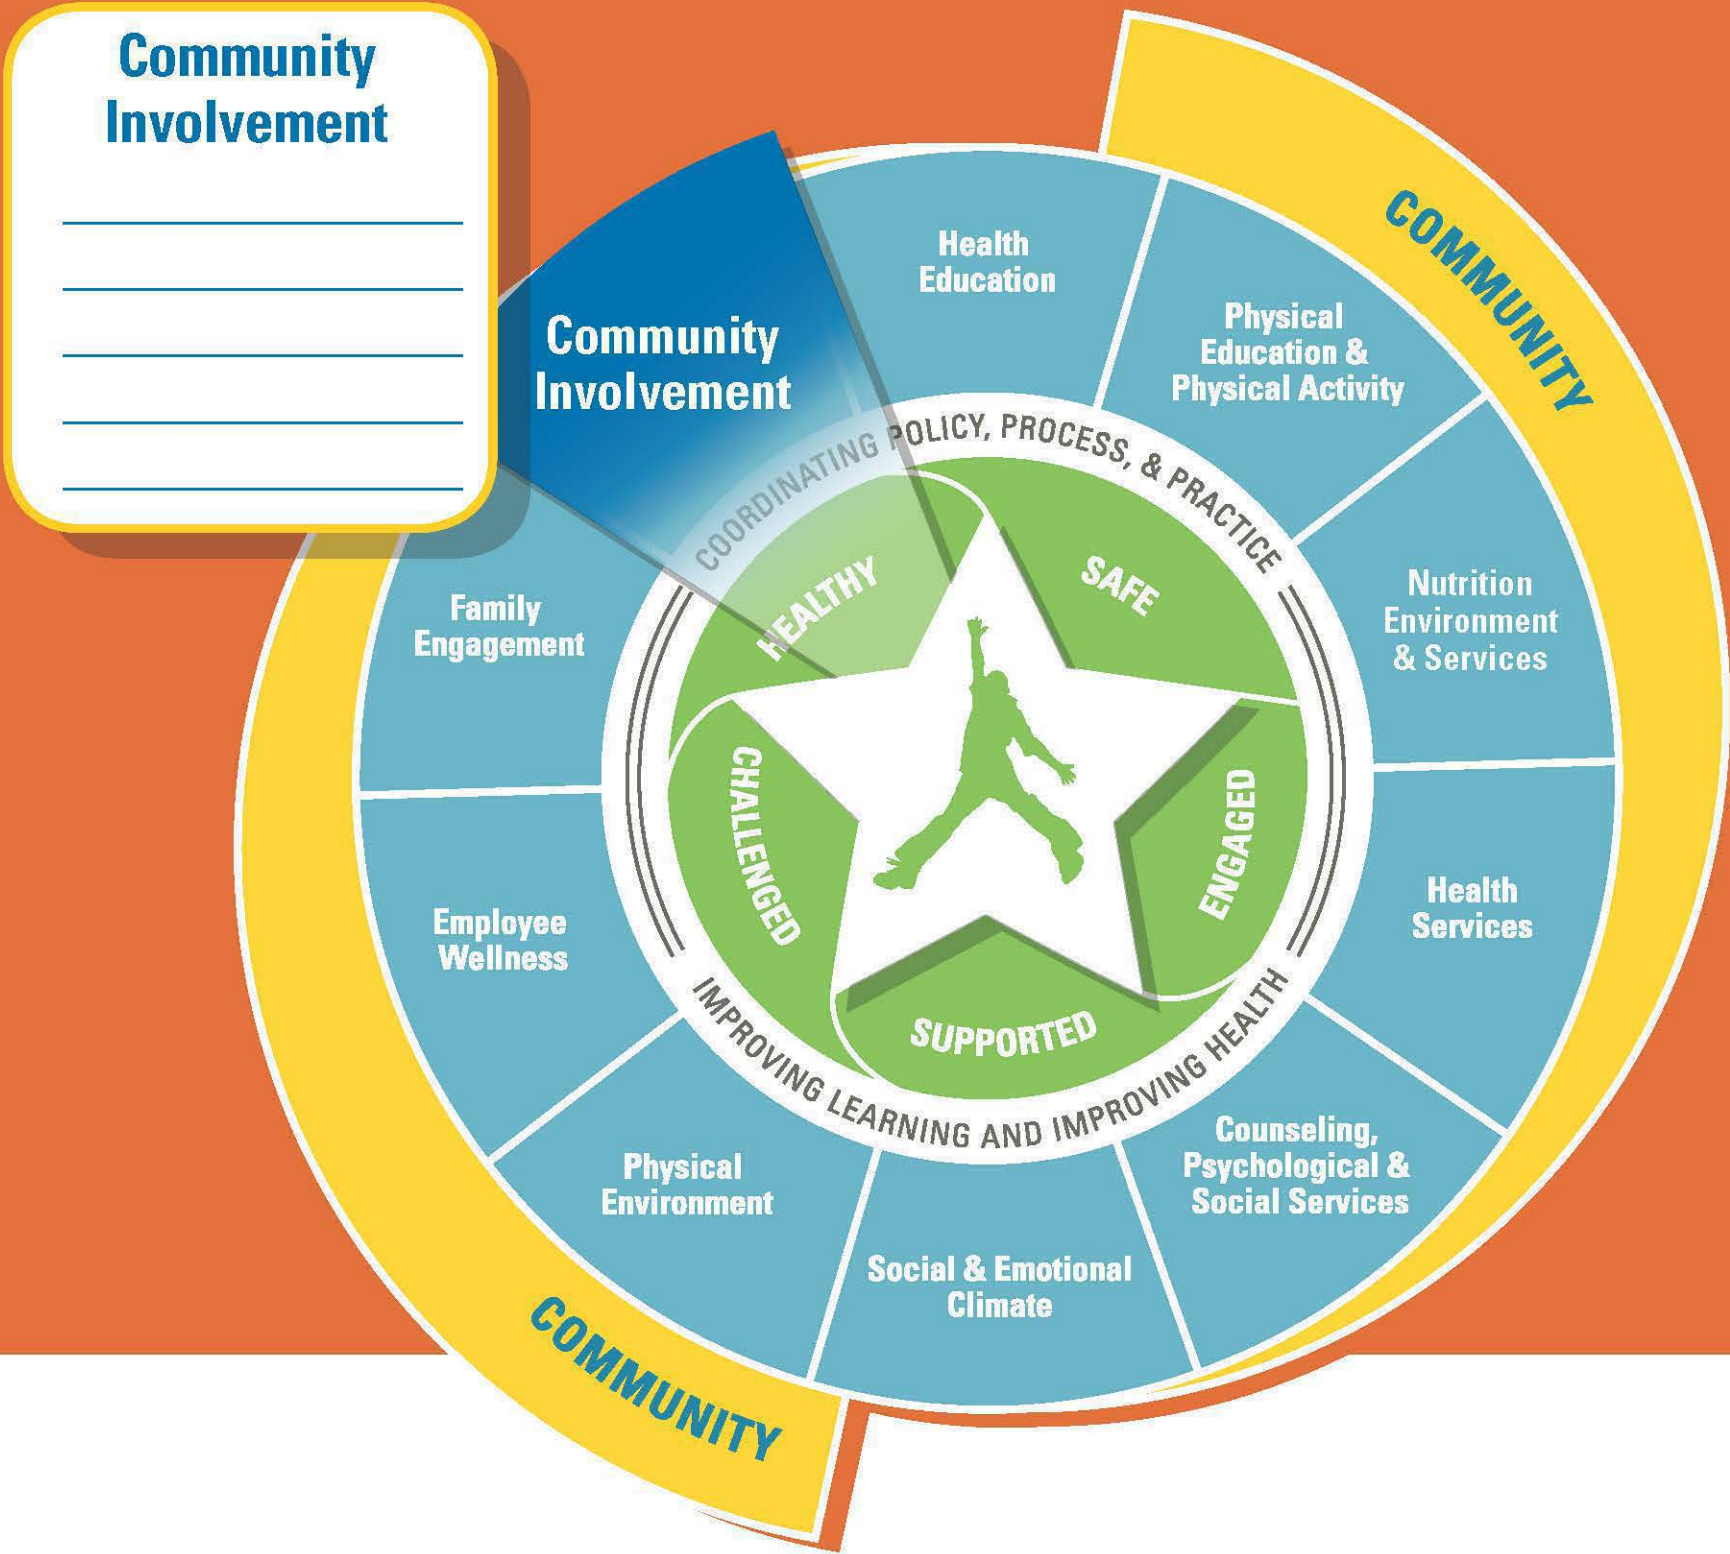 Community
Involvement
Community
Involvement
Health
Education
Physical
Education &
Physical Activity
Nutrition
Environment
& Services
Health
Services
Counseling,
Psychological &
Social Services
Social & Emotional
Climate
Physical
Environment
Employee
Wellness
Family
Engagement
COMMUNITY
COMMUNITY
COORDINATING POLICY, PROCESS, & PRACTICE
IMPROVING LEARNING AND IMPROVING HEALTH
HEALTHY
SAFE
ENGAGED
SUPPORTED
CHALLENGED